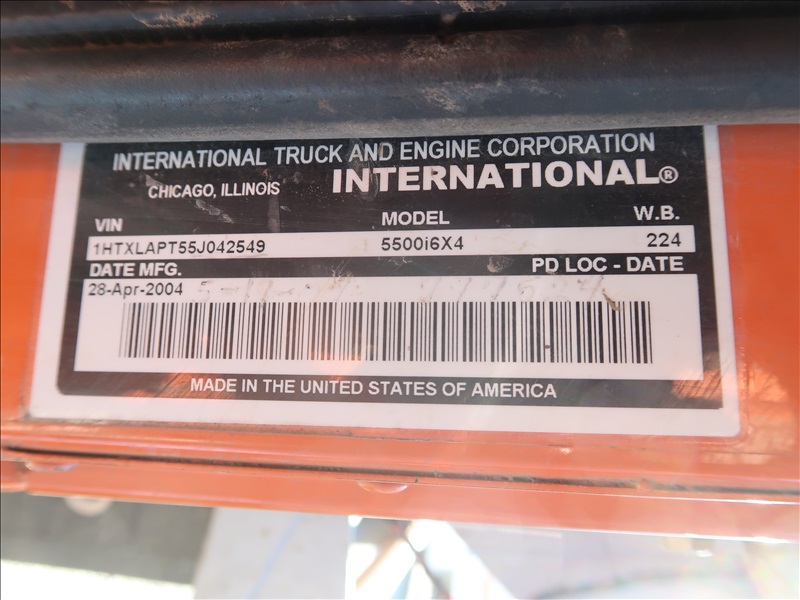 INTERNATIONAL TRUCK AND ENGINE CORPORATION
CHICAGO, ILLINOIS INTERNATIONAL®
VIN MODEL W.B.
1HTXLAPT55J042549 5500i6X4 224
DATE MFG. PD LOC - DATE
28-Apr-2004
MADE IN THE UNITED STATES OF AMERICA